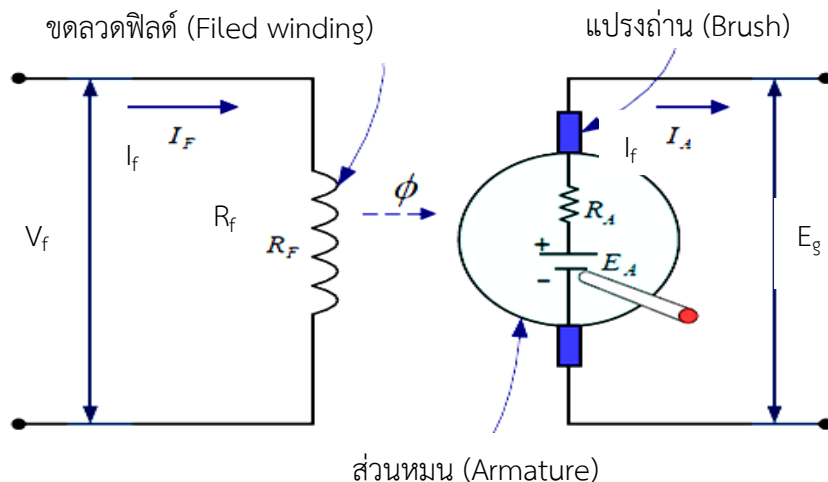 ขดลวดฟิลด์ (Filed winding)
แปรงถ่าน (Brush)
I_F
I_A
I_f
I_f
ϕ
R_f
R_A
V_f
R_F
+
E_A
E_g
-
ส่วนหมน (Armature)